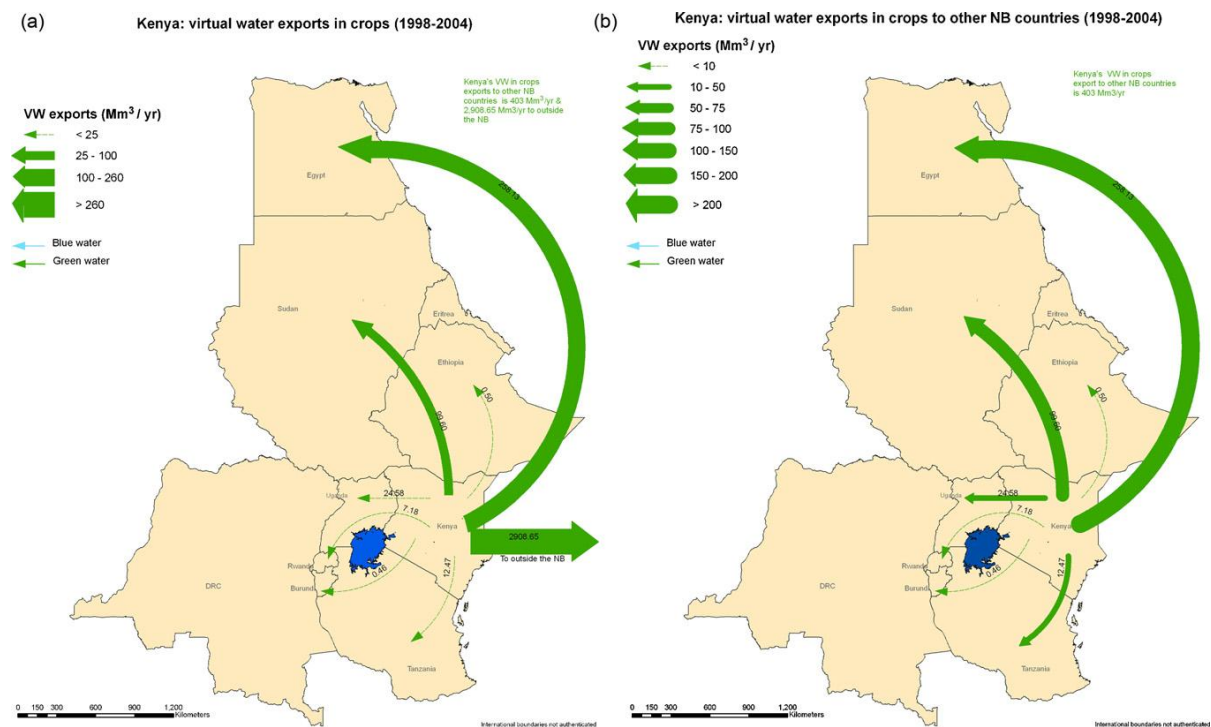 (a)
Kenya: virtual water exports in crops (1998-2004)
Kenya's VW in crops
exports to other NB
countries is 403 Mm³/yr &
2,908.65 Mm3/yr to outside
the NB
VW exports (Mm³ / yr)
< 25
25 - 100
100 - 260
> 260
Blue water
Green water
Egypt
258.13
Sudan
Eritrea
Ethiopia
0.50
99.60
Uganda
24.58
7.18
Kenya
2908.65
To outside the NB
Rwanda
0.46
12.47
DRC
Burundi
Tanzania
0 150 300 600 900 1,200
Kilometers
International boundaries not authenticated
(b)
Kenya: virtual water exports in crops to other NB countries (1998-2004)
VW exports (Mm³ / yr)
< 10
10 - 50
50 - 75
75 - 100
100 - 150
150 - 200
> 200
Blue water
Green water
Kenya's VW in crops
export to other NB countries
is 403 Mm3/yr
Egypt
258.13
Sudan
Eritrea
Ethiopia
0.50
99.60
Uganda
24.58
7.18
Kenya
Rwanda
0.46
12.47
DRC
Burundi
Tanzania
0 150 300 600 900 1,200
Kilometers
International boundaries not authenticated